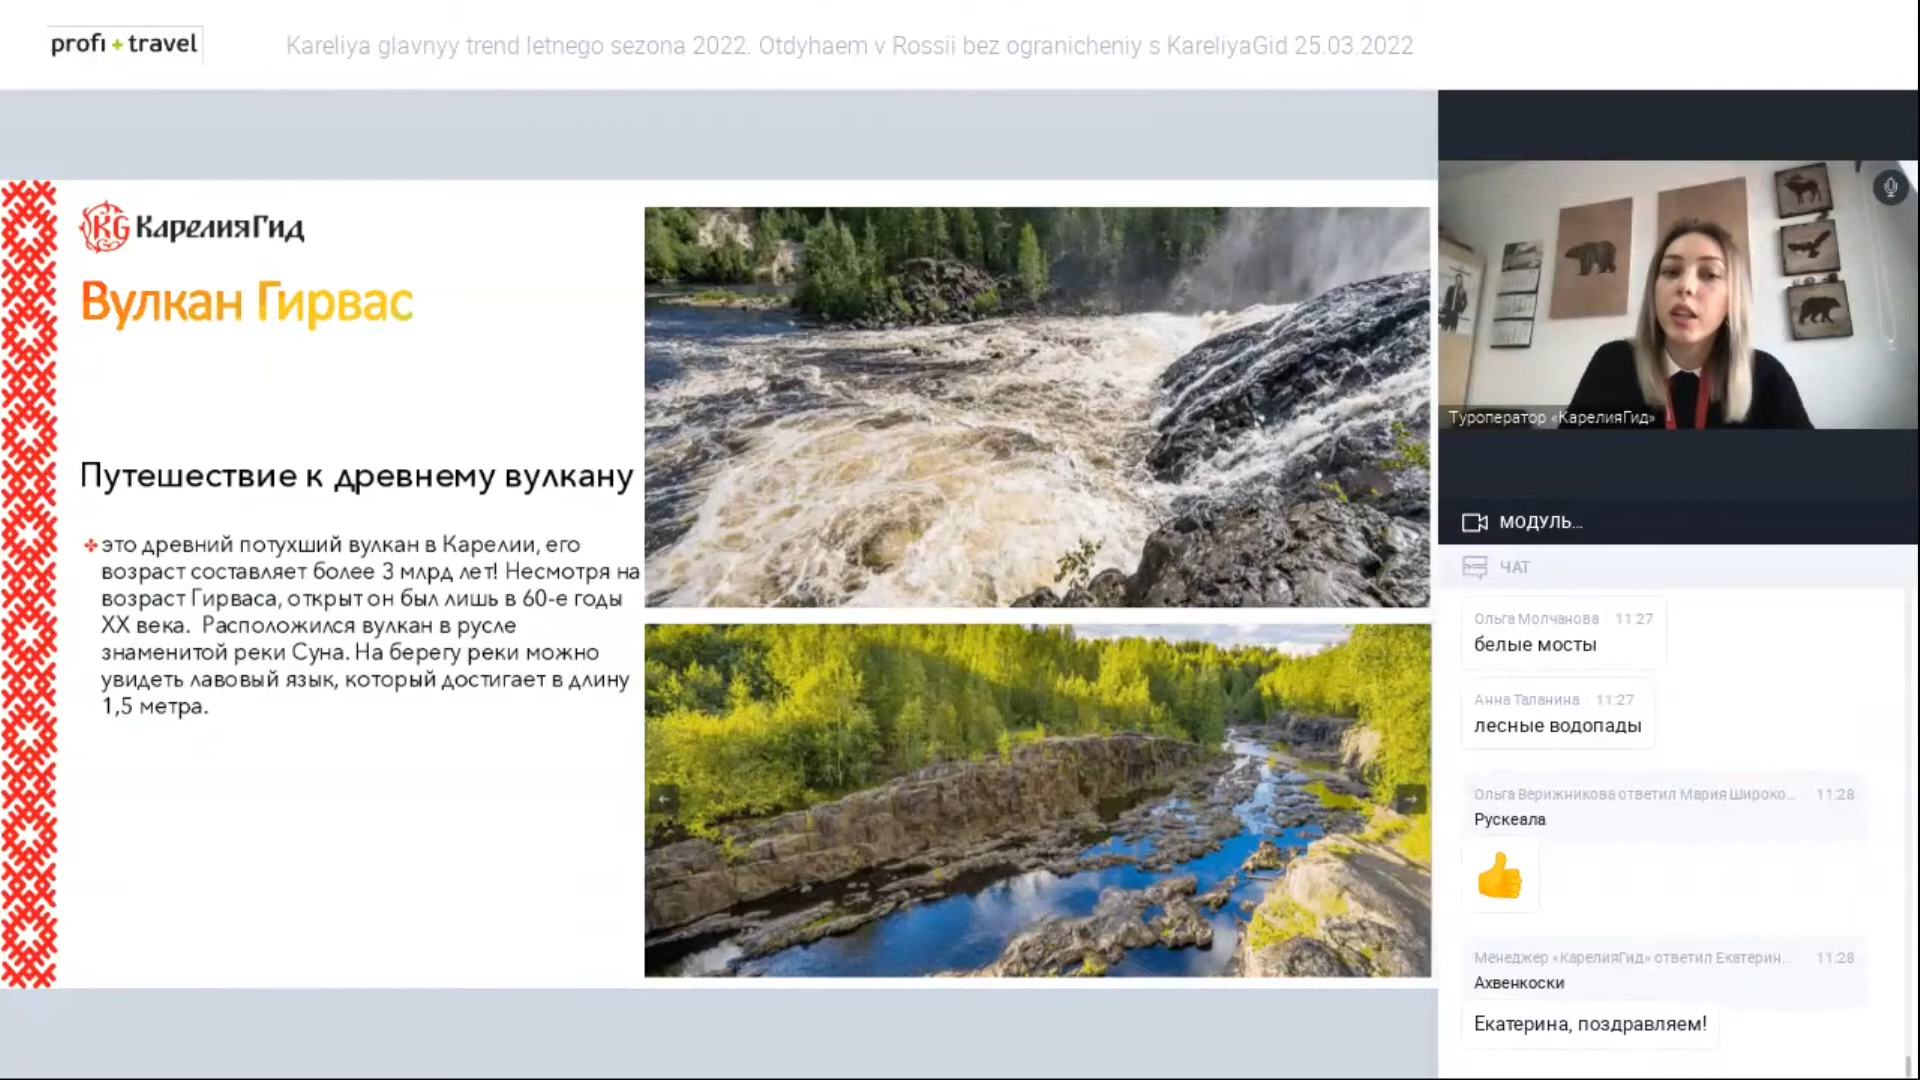 profi + travel
Kareliya glavnyy trend letnego sezona 2022. Otdyhaem v Rossii bez ogranicheniy s KareliyaGid 25.03.2022
KG КарелияГид
Вулкан Гирвас
Путешествие к древнему вулкану
это древний потухший вулкан в Карелии, его
возраст составляет более 3 млрд лет! Несмотря на
возраст Гирваса, открыт он был лишь в 60-е годы
XX века. Расположился вулкан в русле
знаменитой реки Суна. На берегу реки можно
увидеть лавовый язык, который достигает в длину
1,5 метра.
Туроператор «КарелияГид»
МОДУЛЬ...
ЧАТ
Ольга Молчанова 11:27
белые мосты
Анна Таланина 11:27
лесные водопады
Ольга Верижникова ответил Мария Широко... 11:28
Рускеала
Менеджер «КарелияГид» ответил Екатерин... 11:28
Ахвенкоски
Екатерина, поздравляем!